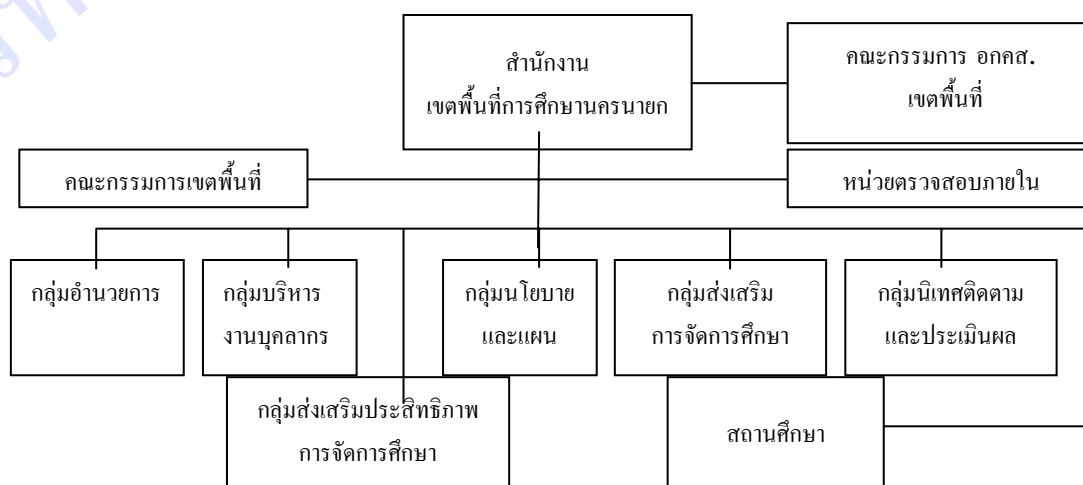 สำนักงาน
เขตพื้นที่การศึกษานครนายก
คณะกรรมการ อกคส.
เขตพื้นที่
คณะกรรมการเขตพื้นที่
หน่วยตรวจสอบภายใน
กลุ่มอำนวยการ
กลุ่มบริหาร
งานบุคลากร
กลุ่มนโยบาย
และแผน
กลุ่มส่งเสริม
การจัดการศึกษา
กลุ่มนิเทศติดตาม
และประเมินผล
กลุ่มส่งเสริมประสิทธิภาพ
การจัดการศึกษา
สถานศึกษา